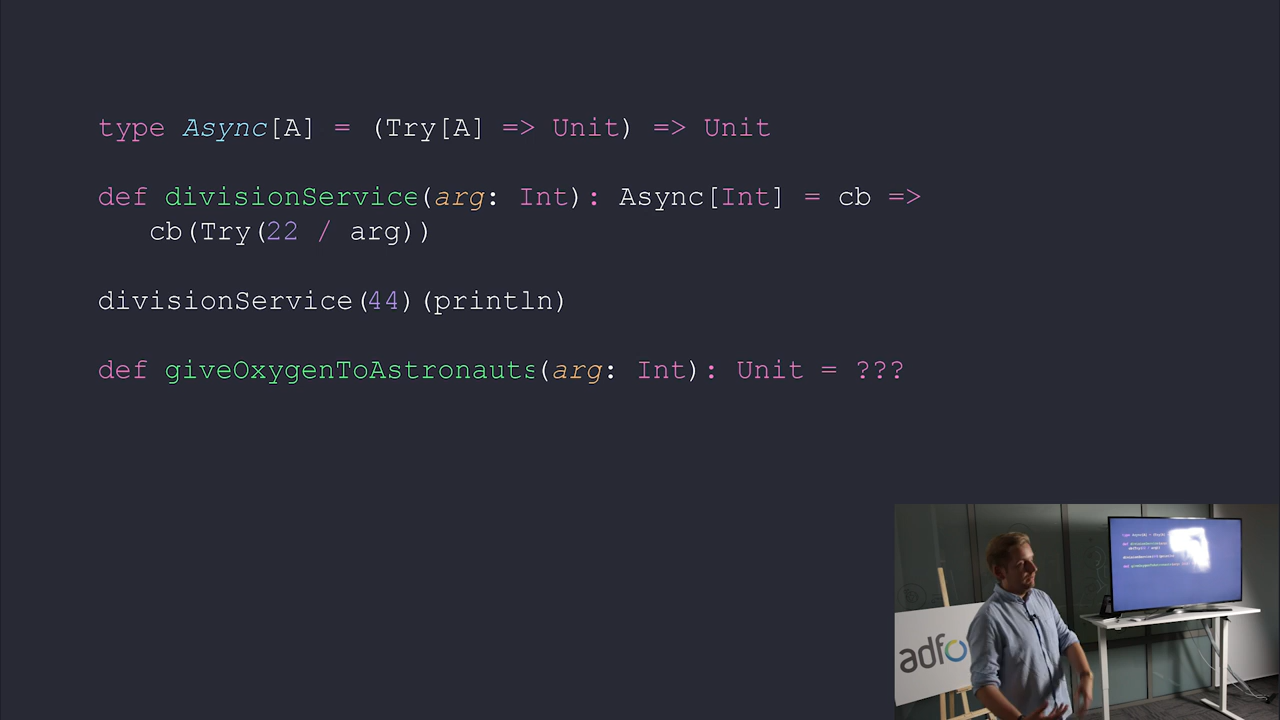 type Async[A] = (Try[A] => Unit) => Unit
def divisionService(arg: Int): Async[Int] = cb =>
cb(Try(22 / arg))
divisionService(44)(println)
def giveOxygenToAstronauts(arg: Int): Unit = ???
adfo